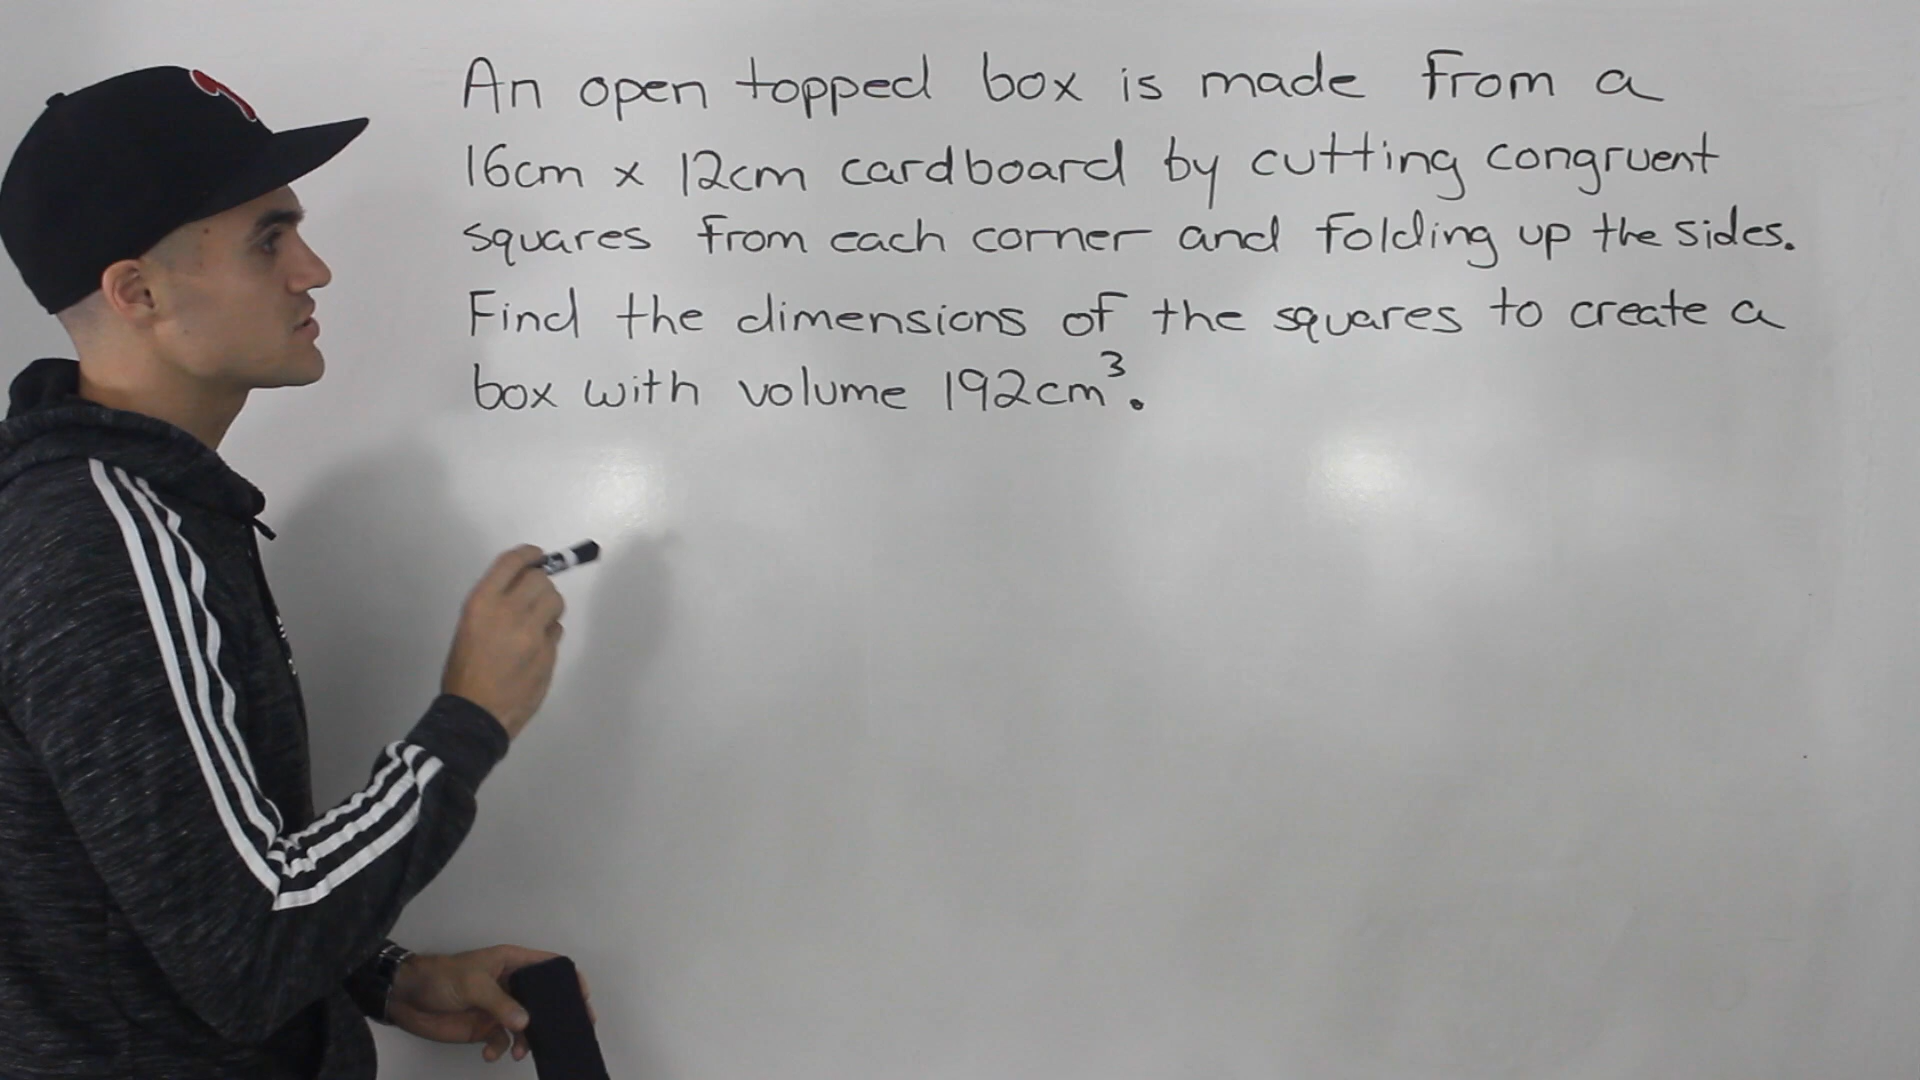 An open topped box is made from a
16cm x 12cm cardboard by cutting congruent
squares from each corner and folding up the sides.
Find the dimensions of the squares to create a
box with volume 192cm³.